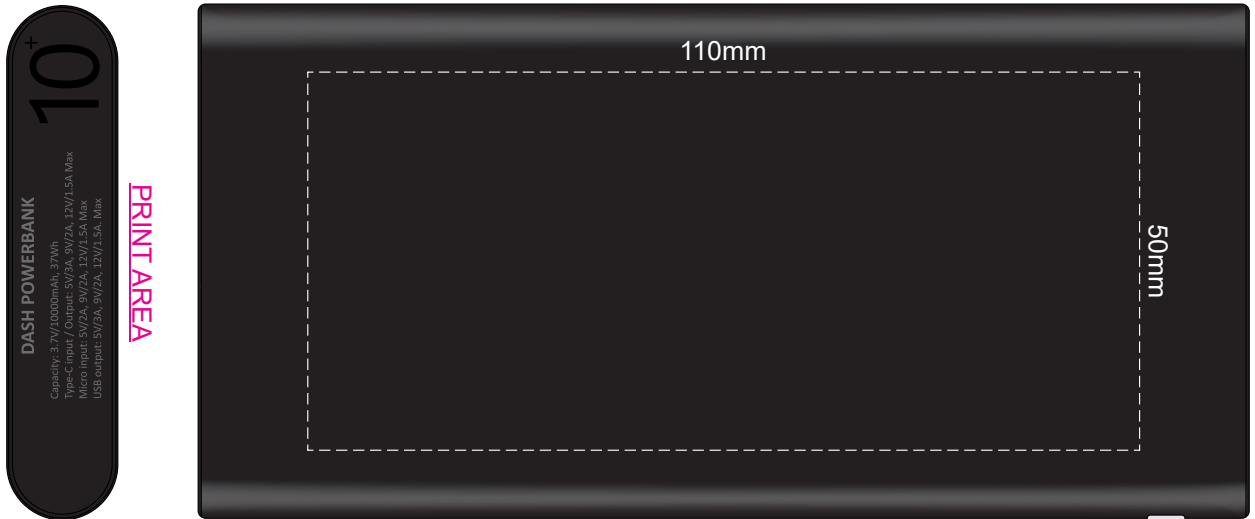 10+
DASH POWERBANK
Capacity: 3.7V/10000mAh, 37Wh
Type-C input / Output: 5V/3A, 9V/2A, 12V/1.5A Max
Micro input: 5V/2A, 9V/2A, 12V/1.5A Max
USB output: 5V/3A, 9V/2A, 12V/1.5A. Max
PRINT AREA
110mm
50mm